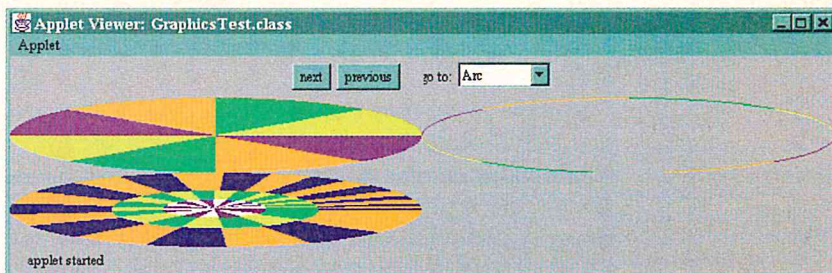 Applet Viewer: GraphicsTest.class
Applet
next previous go to: Arc
applet started